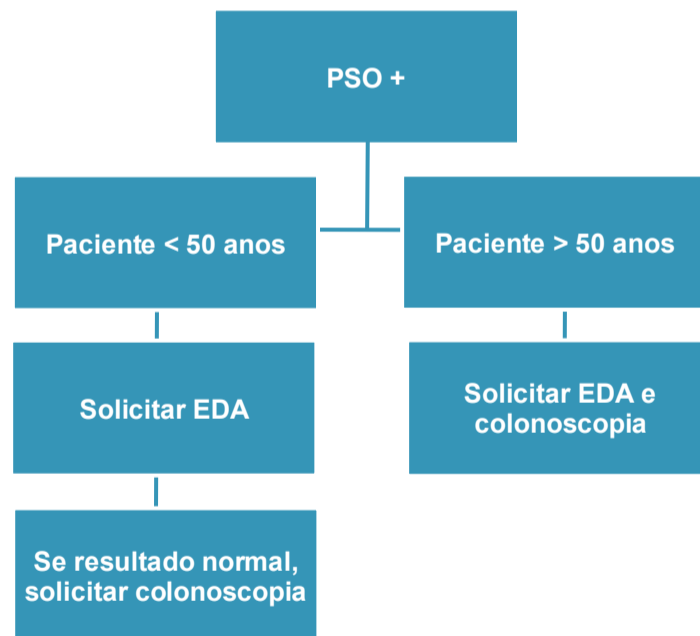 PSO +
Paciente < 50 anos
Paciente > 50 anos
Solicitar EDA
Solicitar EDA e
colonoscopia
Se resultado normal,
solicitar colonoscopia